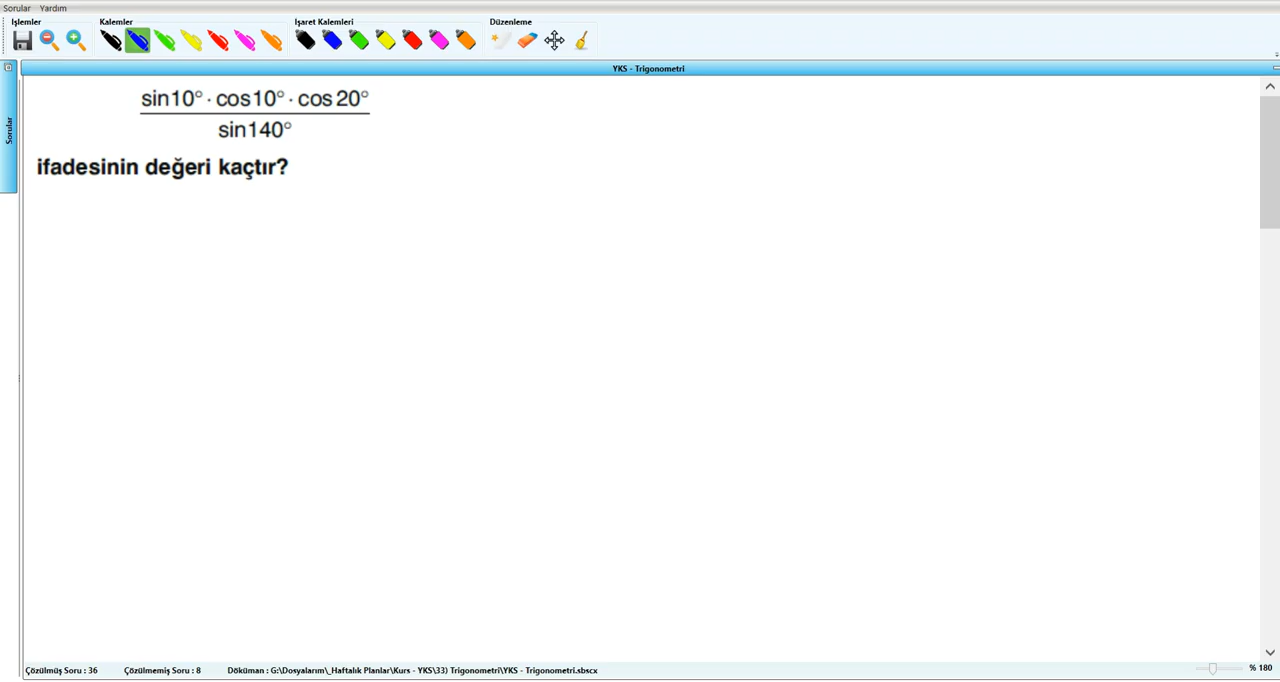 Sorular Yardım
İşlemler Kalemler İşaret Kalemleri Düzenleme
YKS - Trigonometri
Sorular
sin10° · cos10° · cos 20°
sin140°
ifadesinin değeri kaçtır?
Çözülmüş Soru : 36 Çözülmemiş Soru : 8 Döküman : G:\Dosyalarım\_Haftalık Planlar\Kurs - YKS\33) Trigonometri\YKS - Trigonometri.sbscx % 180